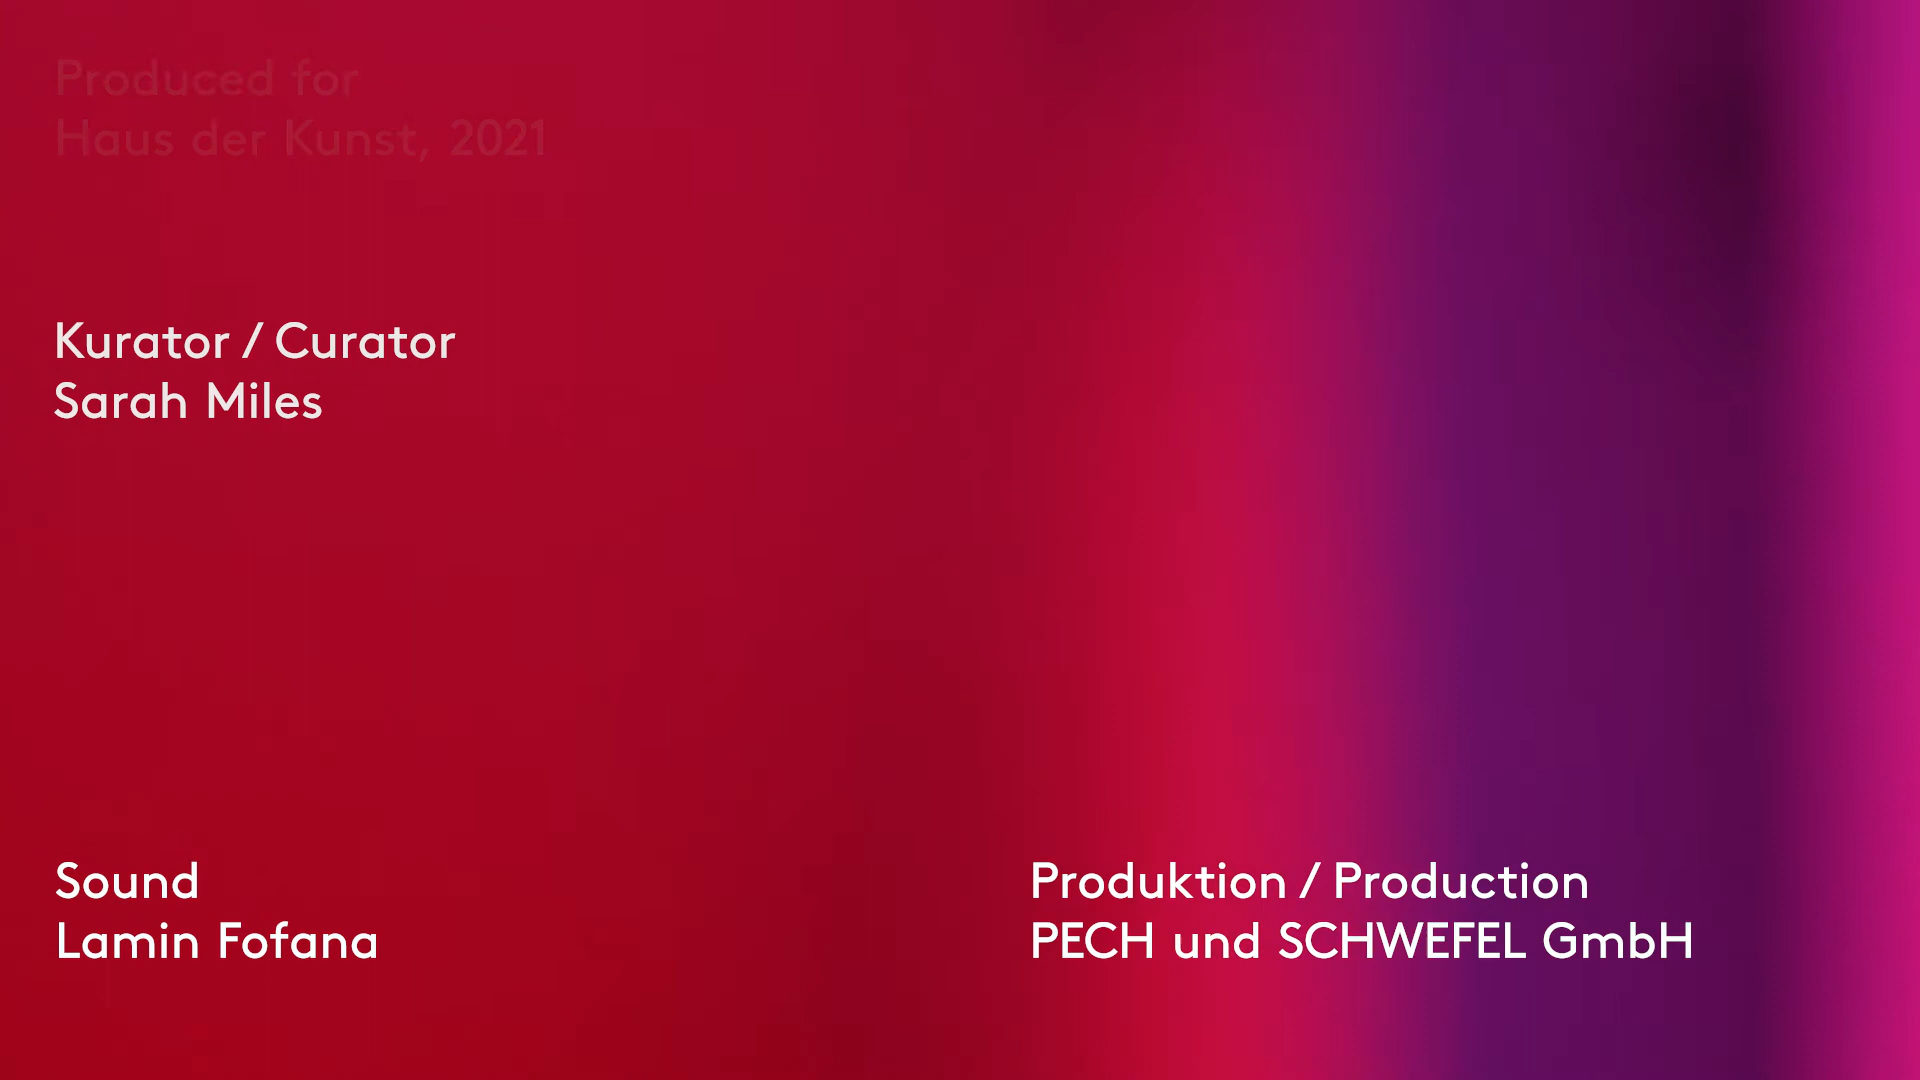 Produced for
Haus der Kunst, 2021
Kurator / Curator
Sarah Miles
Sound
Lamin Fofana
Produktion / Production
PECH und SCHWEFEL GmbH